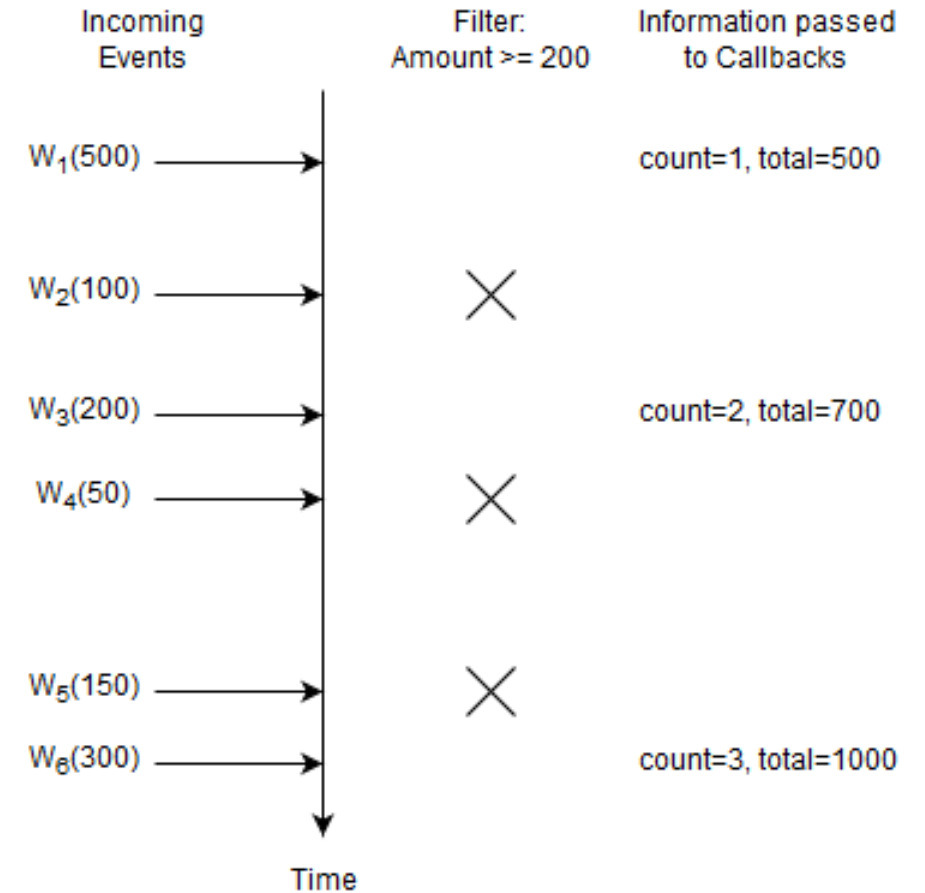 Incoming
Events
Filter:
Amount >= 200
Information passed
to Callbacks
W₁(500)
count=1, total=500
W₂(100)
W₃(200)
count=2, total=700
W₄(50)
W₅(150)
W₆(300)
count=3, total=1000
Time